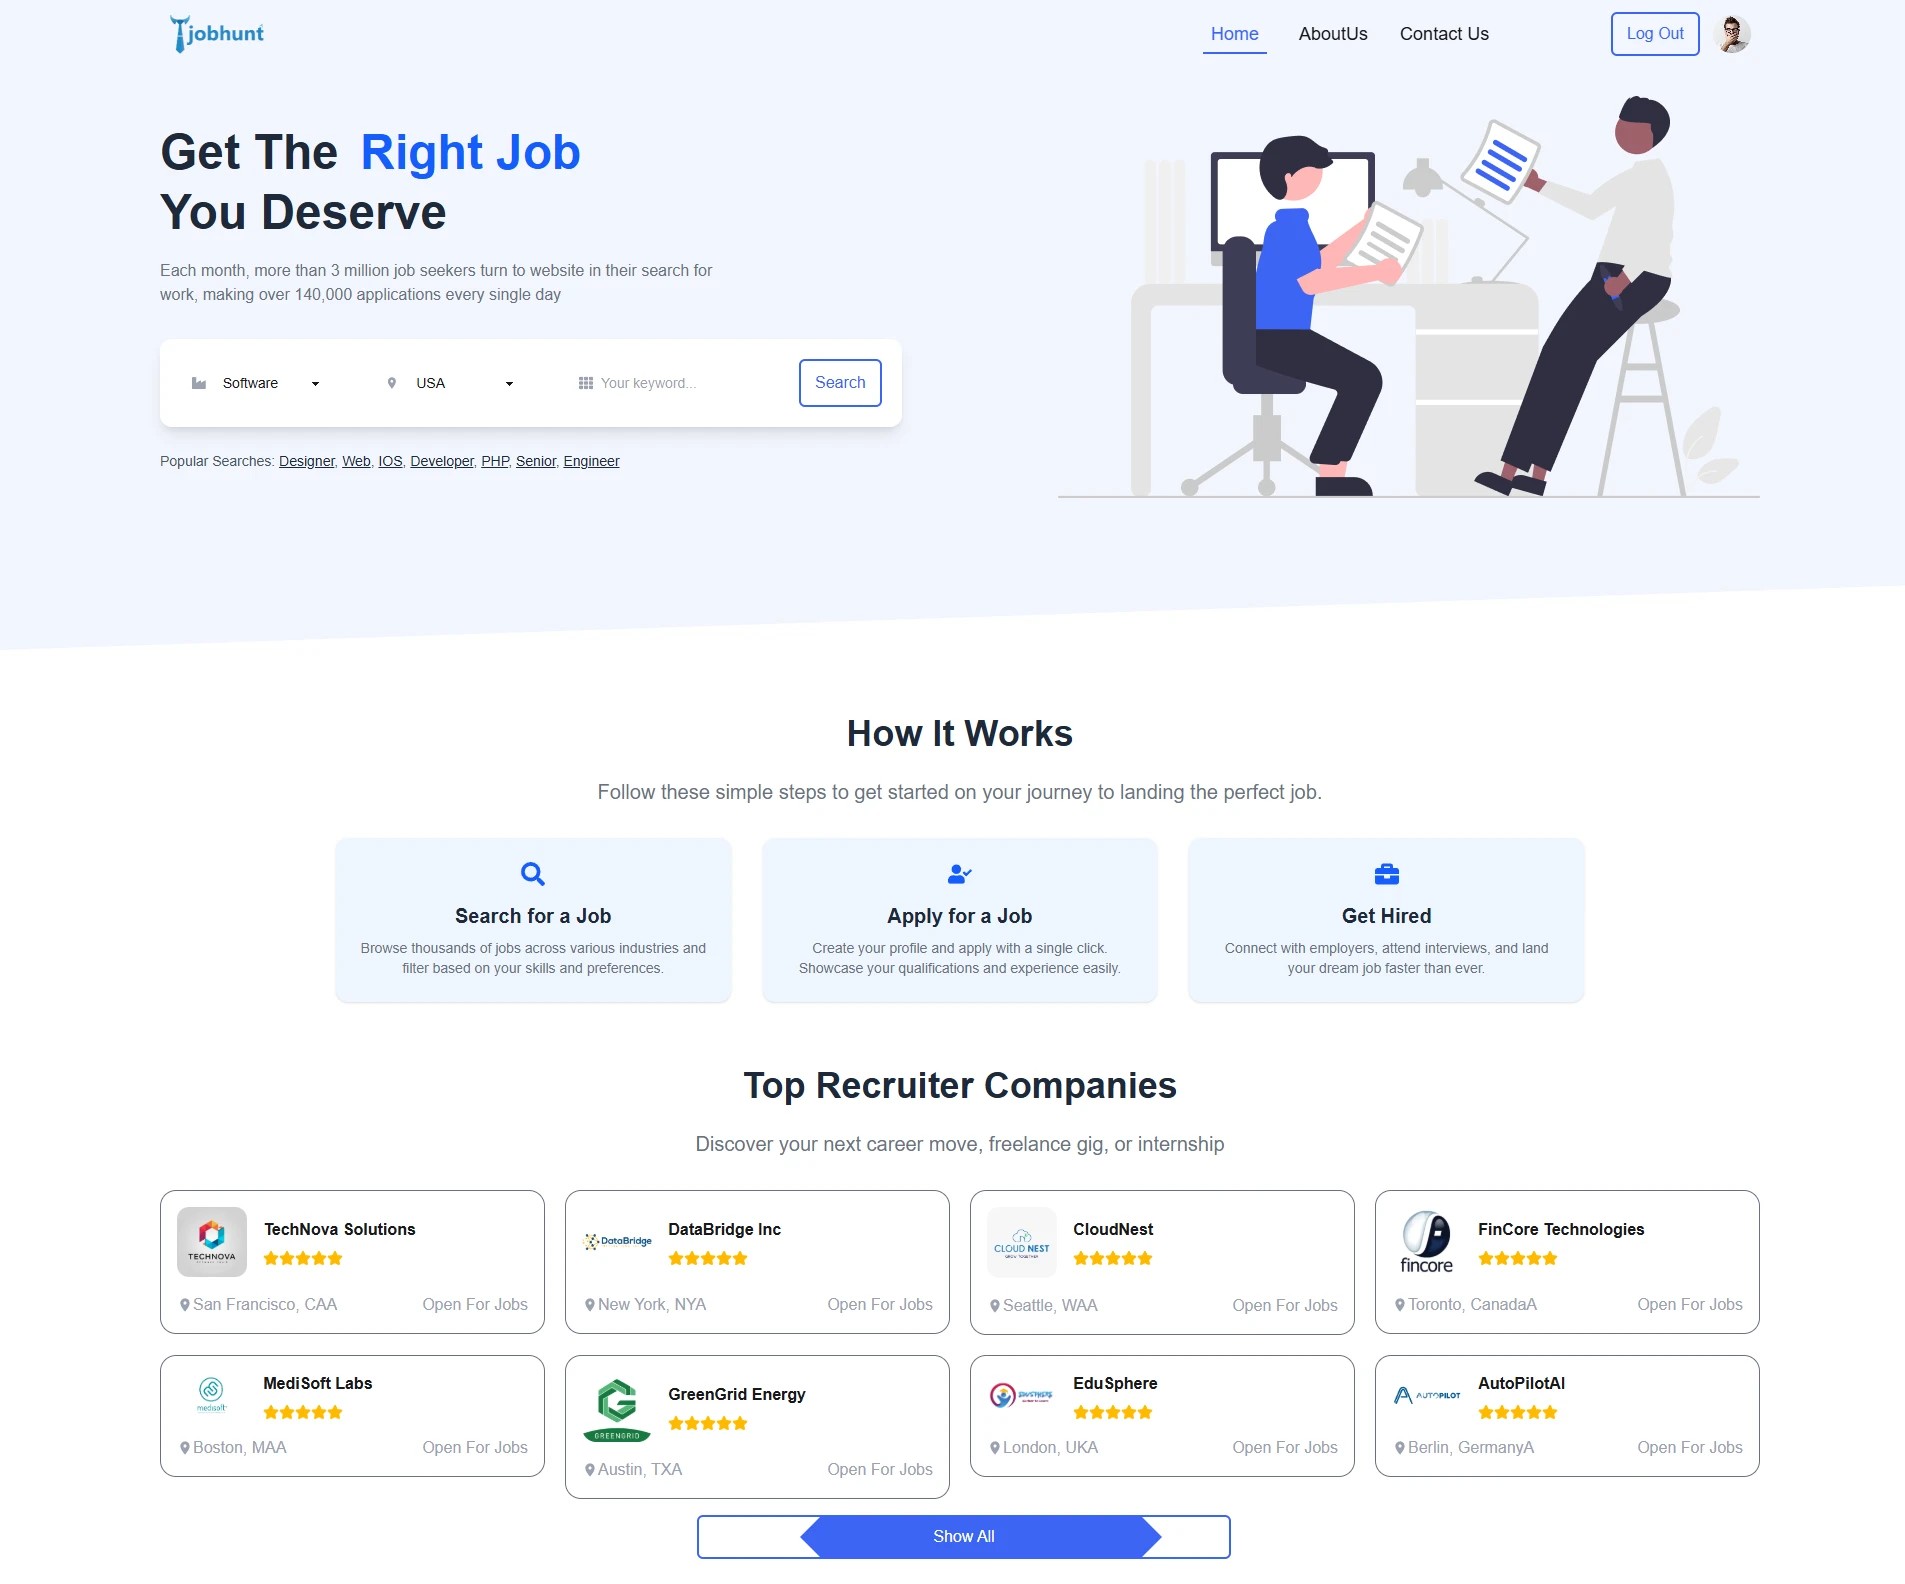 jobhunt
Home
AboutUs
Contact Us
Log Out
Get The Right Job
You Deserve
Each month, more than 3 million job seekers turn to website in their search for
work, making over 140,000 applications every single day
Software
USA
Your keyword...
Search
Popular Searches: Designer, Web, IOS, Developer, PHP, Senior, Engineer
How It Works
Follow these simple steps to get started on your journey to landing the perfect job.
Search for a Job
Browse thousands of jobs across various industries and
filter based on your skills and preferences.
Apply for a Job
Create your profile and apply with a single click.
Showcase your qualifications and experience easily.
Get Hired
Connect with employers, attend interviews, and land
your dream job faster than ever.
Top Recruiter Companies
Discover your next career move, freelance gig, or internship
TECHNOVA
TechNova Solutions
San Francisco, CAA
Open For Jobs
DataBridge
DataBridge Inc
New York, NYA
Open For Jobs
CLOUD NEST
GROW TOGETHER
CloudNest
Seattle, WAA
Open For Jobs
fincore
FinCore Technologies
Toronto, CanadaA
Open For Jobs
medisoft
MediSoft Labs
Boston, MAA
Open For Jobs
GREENGRID
GreenGrid Energy
Austin, TXA
Open For Jobs
EDUSPHERE
EduSphere
London, UKA
Open For Jobs
AUTOPILOT
AutoPilotAI
Berlin, GermanyA
Open For Jobs
Show All